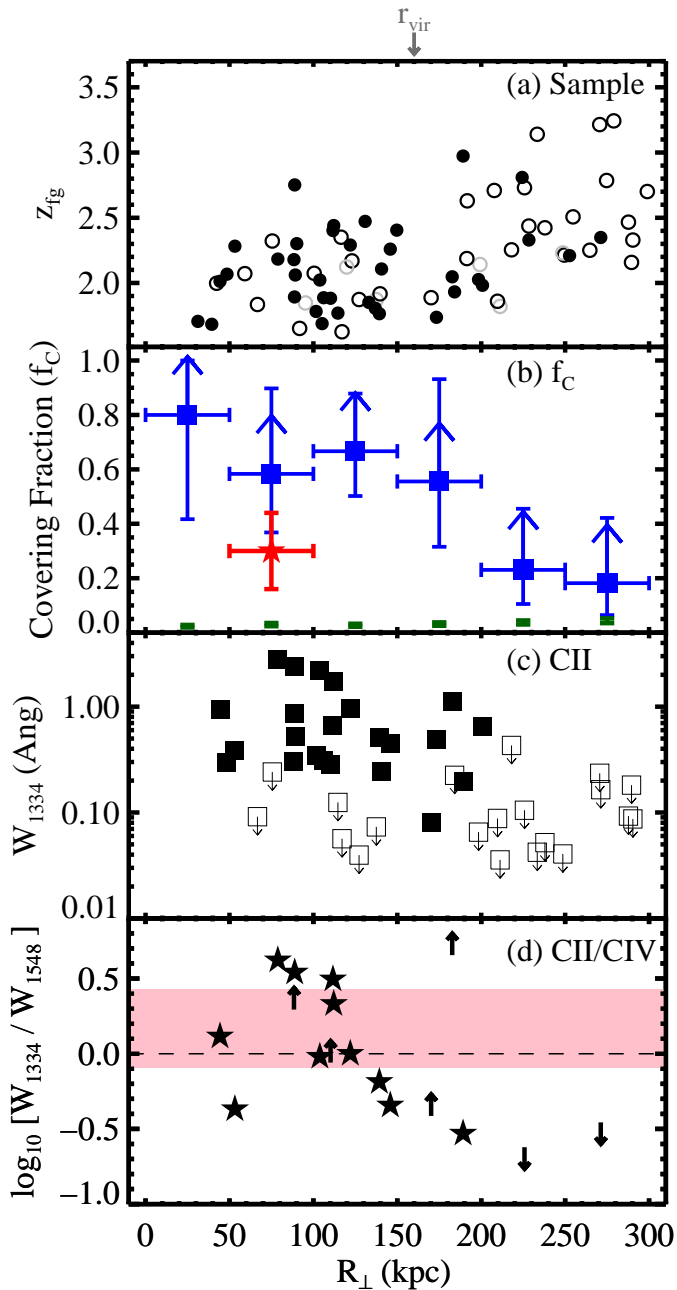 r_vir
3.5
(a) Sample
3.0
z_fg
2.5
2.0
1.0
(b) f_C
Covering Fraction (f_C)
0.8
0.6
0.4
0.2
0.0
(c) CII
W_1334 (Ang)
1.00
0.10
0.01
(d) CII/CIV
log_10 [W_1334 / W_1548]
0.5
0.0
−0.5
−1.0
0 50 100 150 200 250 300
R_⊥ (kpc)